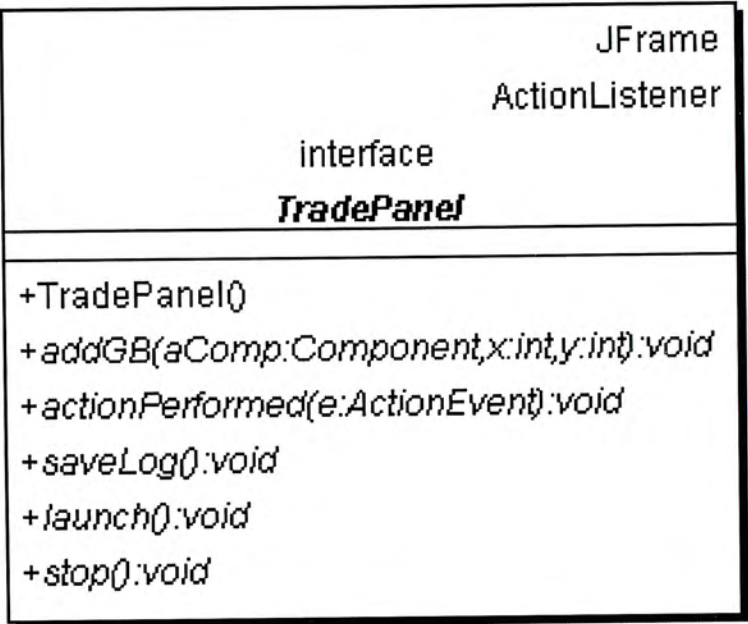 JFrame
ActionListener
interface
TradePanel
+TradePanel()
+addGB(aComp:Component,x:int,y:int):void
+actionPerformed(e:ActionEvent):void
+saveLog():void
+launch():void
+stop():void